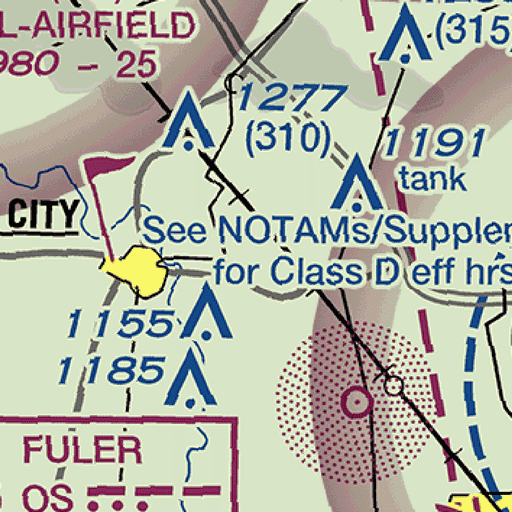 L-AIRFIELD
980 - 25
(315
1277
(310)
1191
tank
CITY
See NOTAMs/Supplem
for Class D eff hrs
1155
1185
FULER
OS